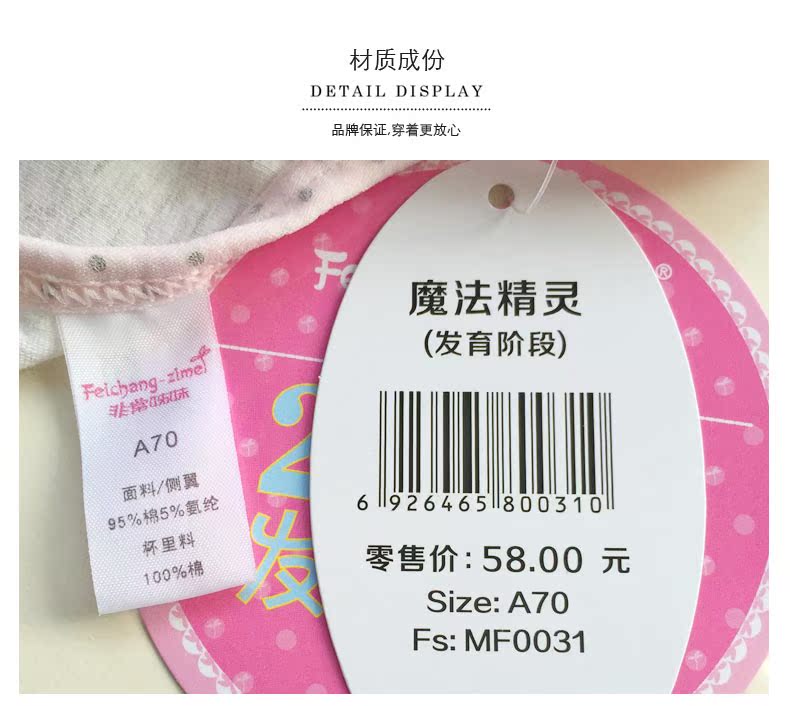 材质成份
DETAIL DISPLAY
品牌保证,穿着更放心
Fe
®
魔法精灵
(发育阶段)
6 926465 800310
零售价: 58.00 元
Size: A70
Fs: MF0031
Feichang-zimei
非常姊妹
A70
面料/侧翼
95%棉5%氨纶
杯里料
100%棉
2
发